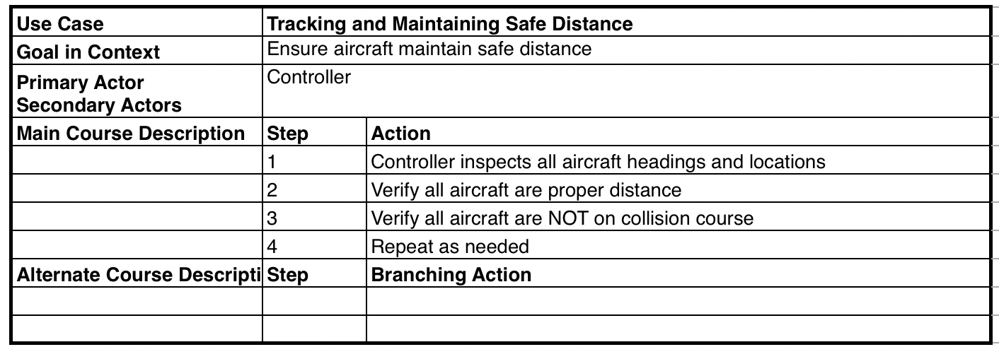 Use Case Tracking and Maintaining Safe Distance
Goal in Context Ensure aircraft maintain safe distance
Primary Actor Controller
Secondary Actors
Main Course Description Step Action
1 Controller inspects all aircraft headings and locations
2 Verify all aircraft are proper distance
3 Verify all aircraft are NOT on collision course
4 Repeat as needed
Alternate Course Descripti Step Branching Action